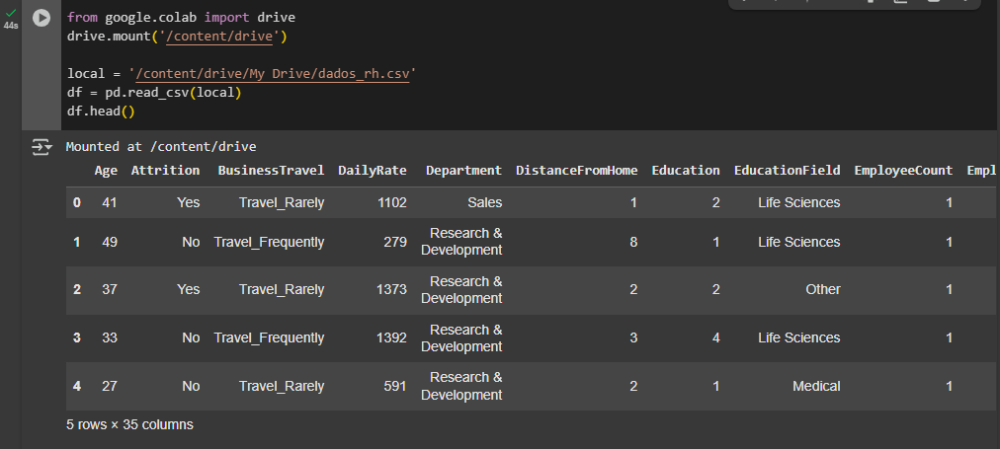 44s
from google.colab import drive
drive.mount('/content/drive')
local = '/content/drive/My Drive/dados_rh.csv'
df = pd.read_csv(local)
df.head()
Mounted at /content/drive
Age Attrition BusinessTravel DailyRate Department DistanceFromHome Education EducationField EmployeeCount Empl
0 41 Yes Travel_Rarely 1102 Sales 1 2 Life Sciences 1
1 49 No Travel_Frequently 279 Research & Development 8 1 Life Sciences 1
2 37 Yes Travel_Rarely 1373 Research & Development 2 2 Other 1
3 33 No Travel_Frequently 1392 Research & Development 3 4 Life Sciences 1
4 27 No Travel_Rarely 591 Research & Development 2 1 Medical 1
5 rows × 35 columns